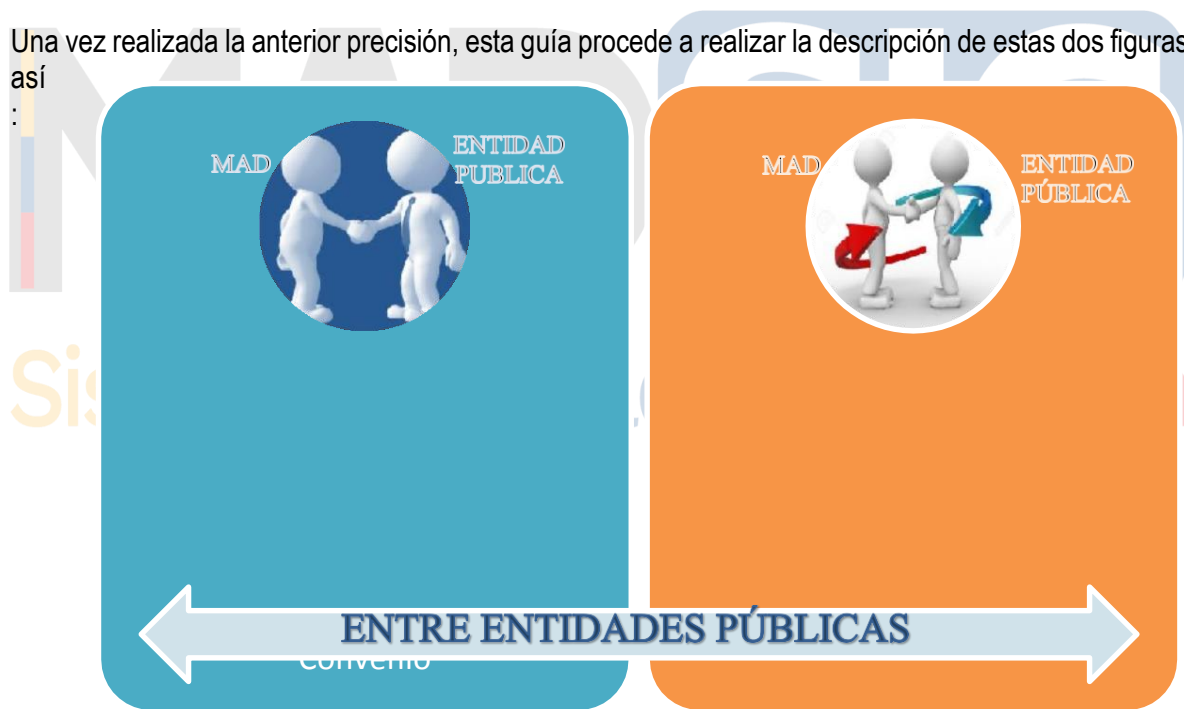 Una vez realizada la anterior precisión, esta guía procede a realizar la descripción de estas dos figuras
así
:
MAD
ENTIDAD
PUBLICA
MAD
ENTIDAD
PÚBLICA
ENTRE ENTIDADES PÚBLICAS
Convenio